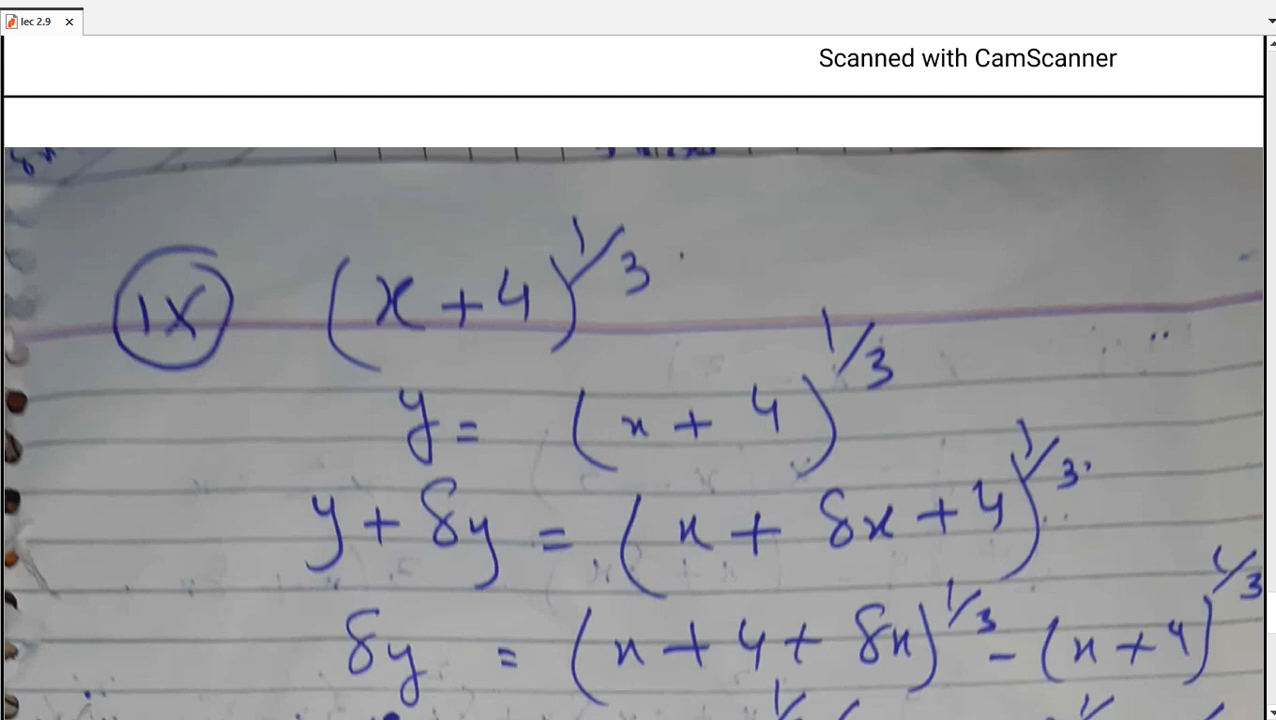 lec 2.9
Scanned with CamScanner
IX (x+4)^1/3.
y = (x + 4)^1/3
y + δy = (x + δx + 4)^1/3.
δy = (x + 4 + δx)^1/3 - (x + 4)^1/3